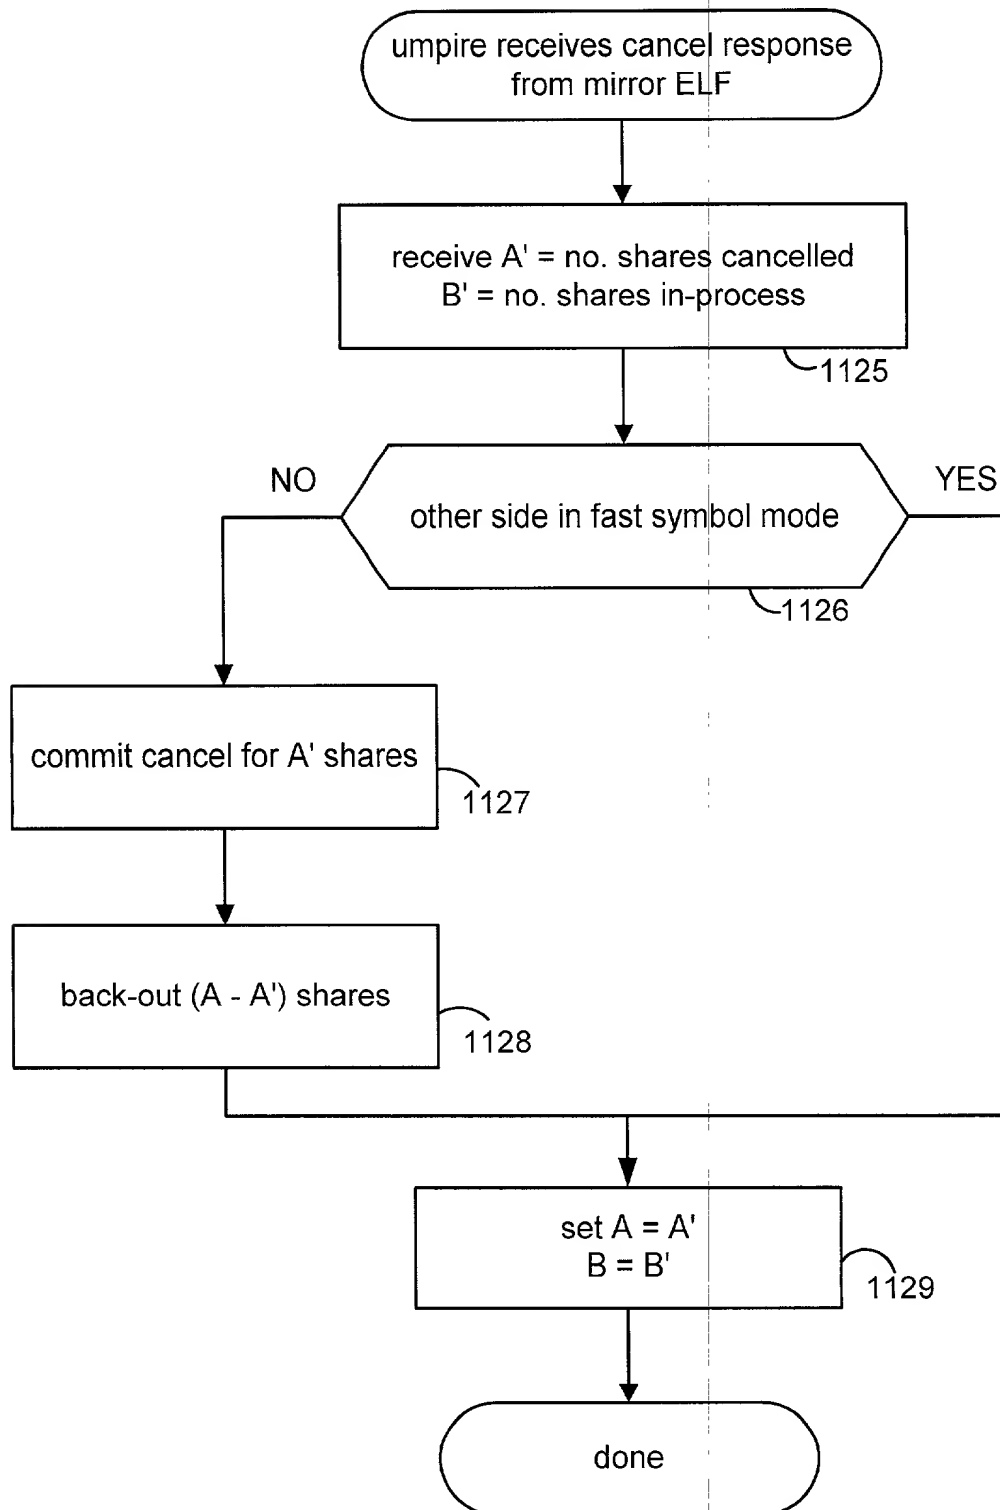 umpire receives cancel response
from mirror ELF
receive A' = no. shares cancelled
B' = no. shares in-process
1125
NO
YES
other side in fast symbol mode
1126
commit cancel for A' shares
1127
back-out (A - A') shares
1128
set A = A'
B = B'
1129
done